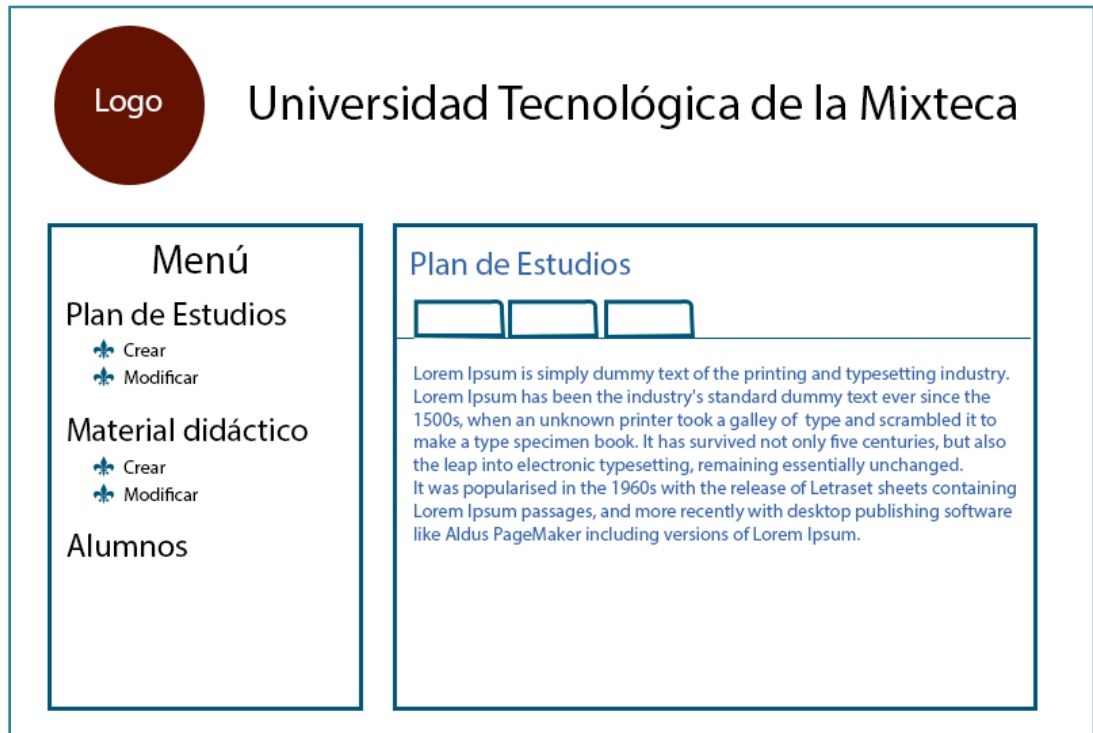 Logo
Universidad Tecnológica de la Mixteca
Menú
Plan de Estudios
Crear
Modificar
Material didáctico
Crear
Modificar
Alumnos
Plan de Estudios
Lorem Ipsum is simply dummy text of the printing and typesetting industry.
Lorem Ipsum has been the industry's standard dummy text ever since the
1500s, when an unknown printer took a galley of type and scrambled it to
make a type specimen book. It has survived not only five centuries, but also
the leap into electronic typesetting, remaining essentially unchanged.
It was popularised in the 1960s with the release of Letraset sheets containing
Lorem Ipsum passages, and more recently with desktop publishing software
like Aldus PageMaker including versions of Lorem Ipsum.